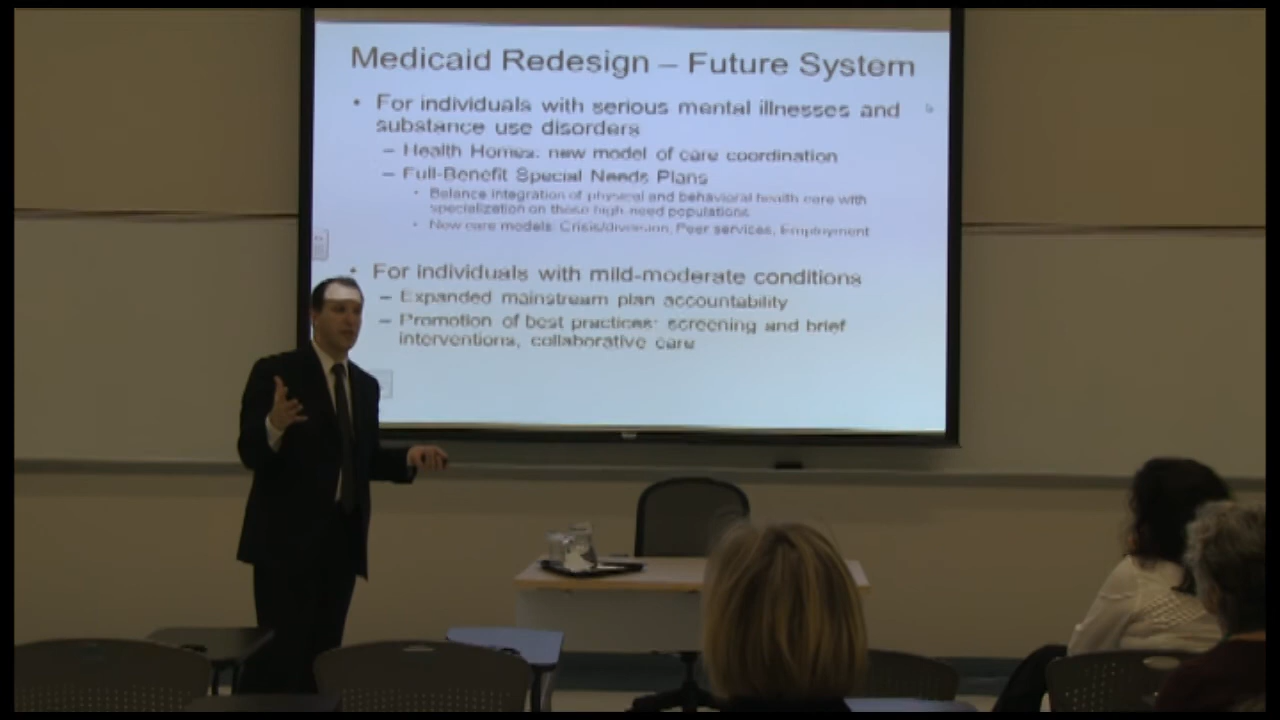 Medicaid Redesign – Future System
• For individuals with serious mental illnesses and
substance use disorders
– Health Homes: new model of care coordination
– Full-Benefit Special Needs Plans
• Balance integration of physical and behavioral health care with
specialization on these high need populations
• New care models: Crisis/diversion, Peer services, Employment
• For individuals with mild-moderate conditions
– Expanded mainstream plan accountability
– Promotion of best practices: screening and brief
interventions, collaborative care